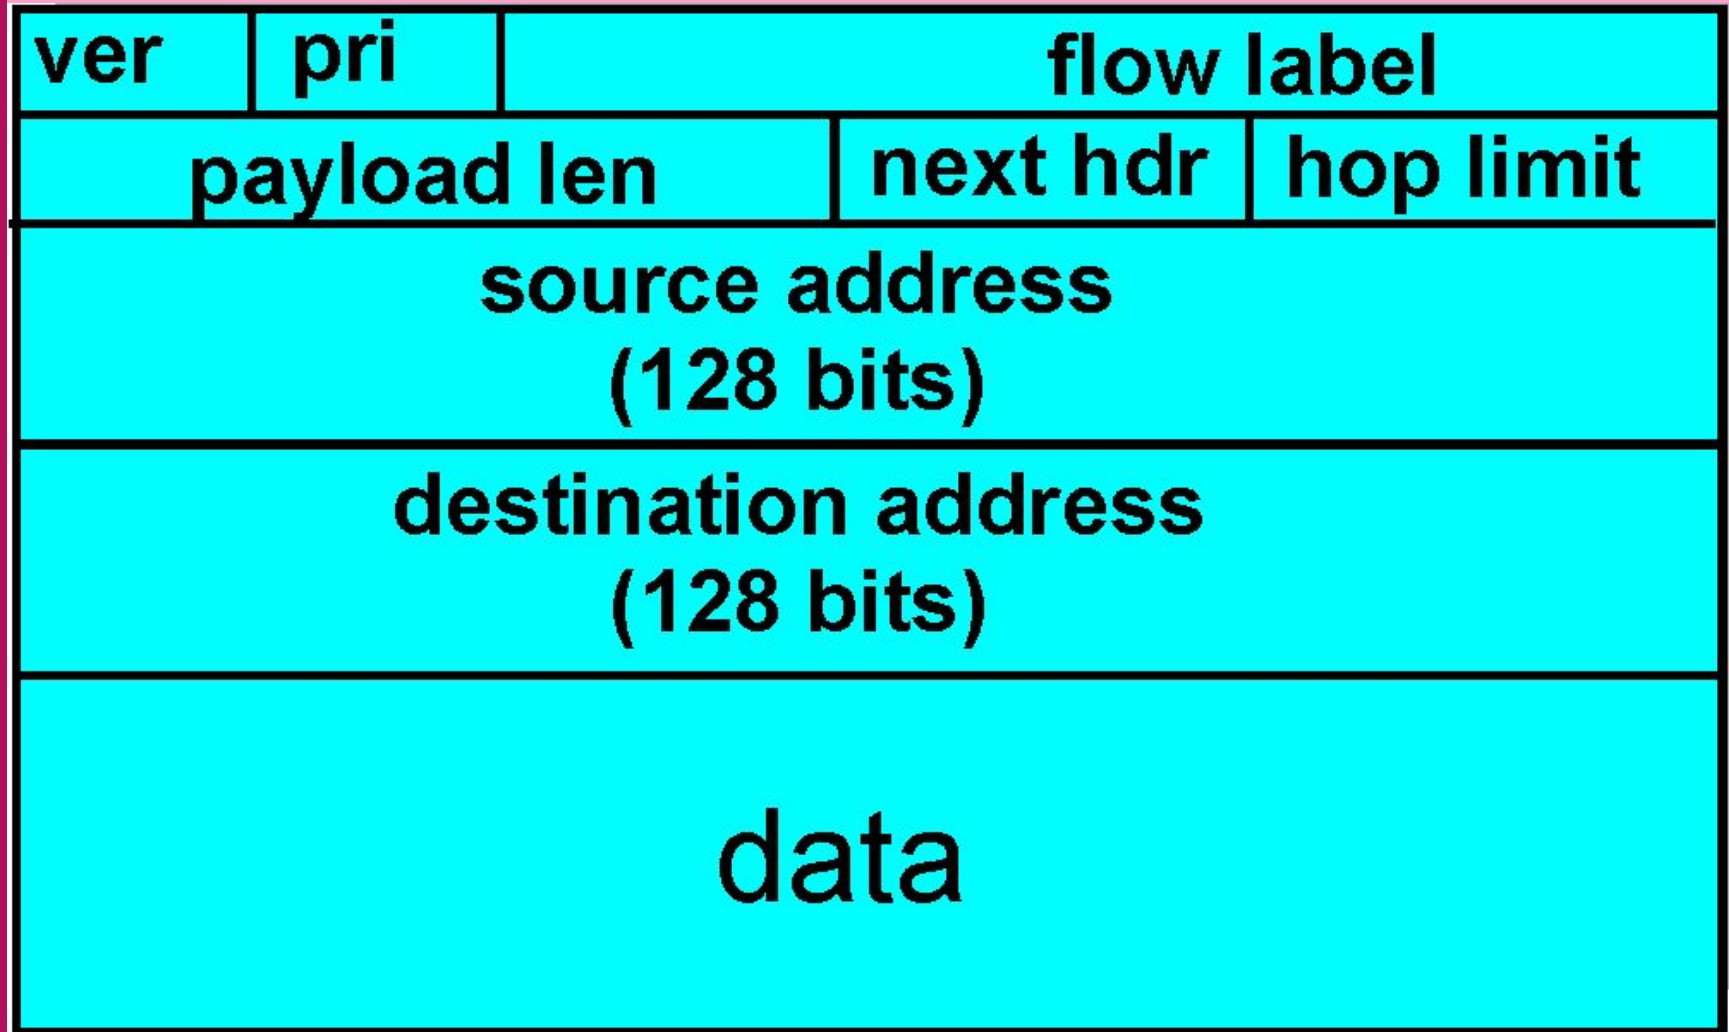 ver pri flow label
payload len next hdr hop limit
source address
(128 bits)
destination address
(128 bits)
data